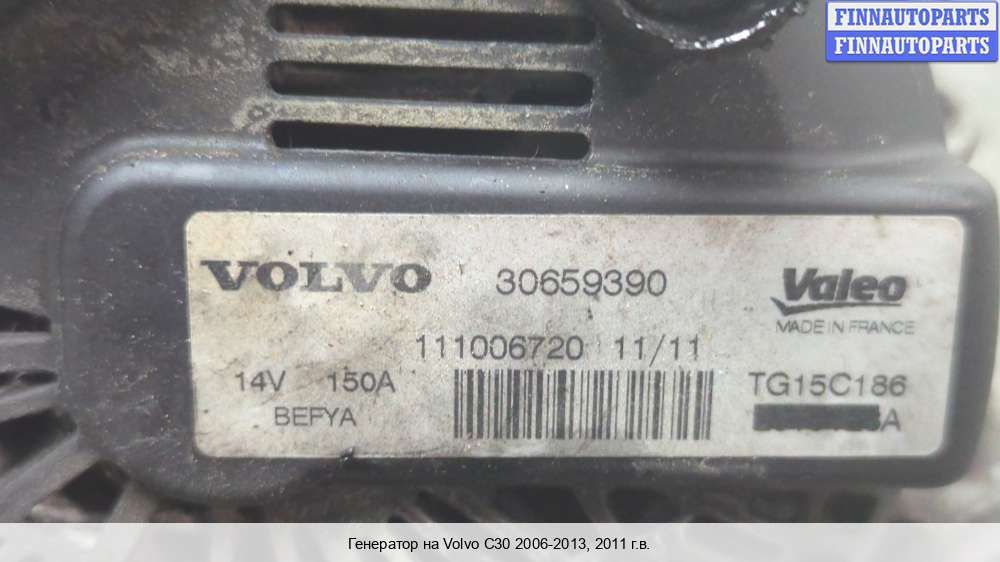 FINNAUTOPARTS
FINNAUTOPARTS
VOLVO 30659390 Valeo
MADE IN FRANCE
111006720 11/11
14V 150A TG15C186
BEFYA
Генератор на Volvo C30 2006-2013, 2011 г.в.